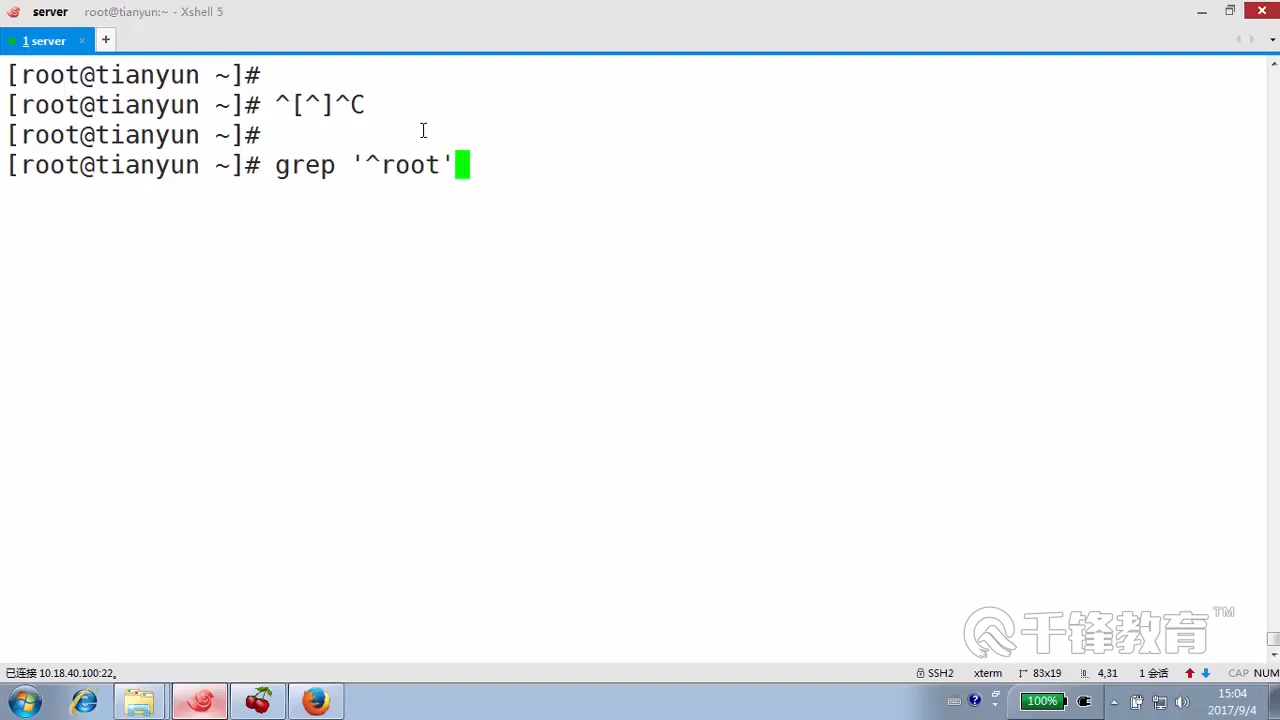 server root@tianyun:~ - Xshell 5
1 server × +
[root@tianyun ~]#
[root@tianyun ~]# ^[^]^C
[root@tianyun ~]#
[root@tianyun ~]# grep '^root'
千锋教育™
已连接 10.18.40.100:22。 SSH2 xterm 83x19 4,31 1 会话 CAP NUM
100% 15:04
2017/9/4